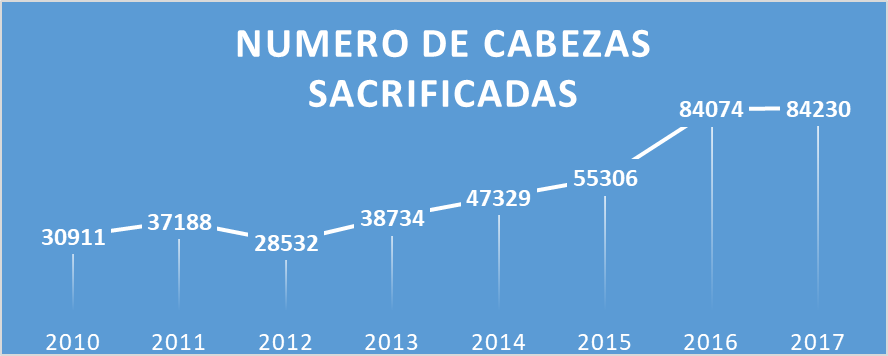 NUMERO DE CABEZAS
SACRIFICADAS
30911 37188 28532 38734 47329 55306 84074 84230
2010 2011 2012 2013 2014 2015 2016 2017